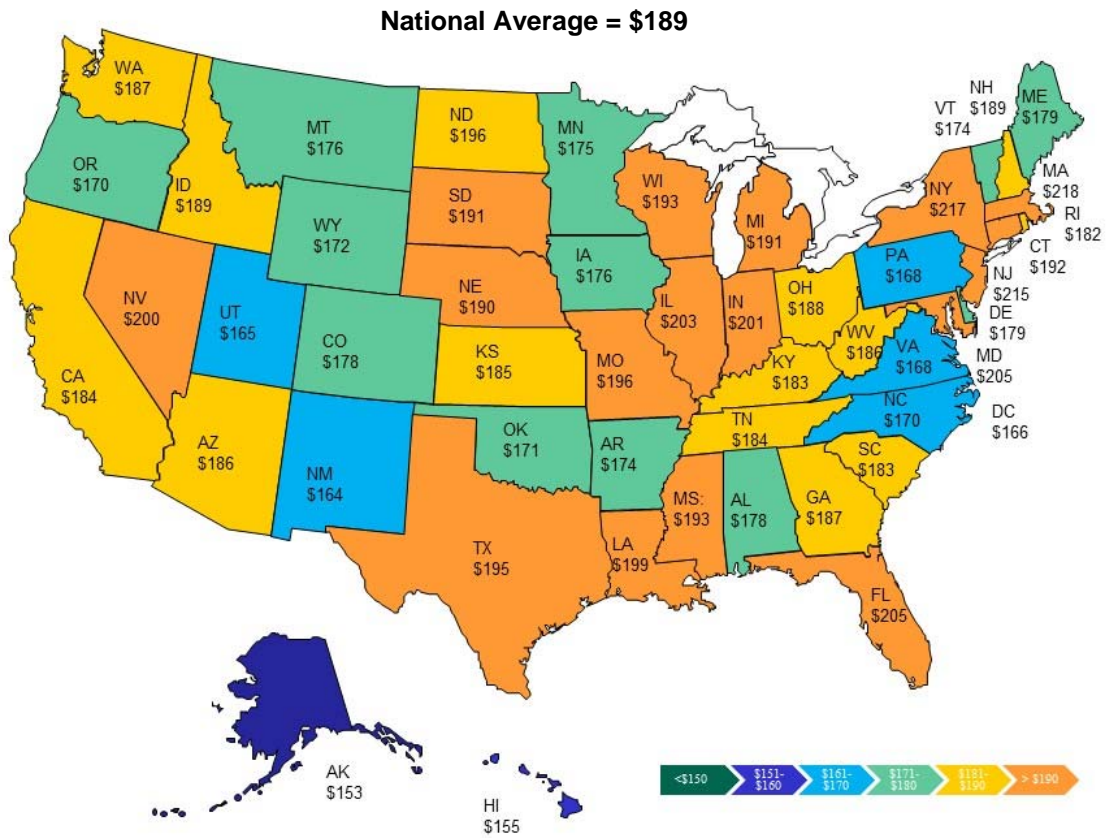 National Average = $189
WA
$187
OR
$170
CA
$184
NV
$200
ID
$189
MT
$176
WY
$172
UT
$165
CO
$178
AZ
$186
NM
$164
ND
$196
SD
$191
NE
$190
KS
$185
OK
$171
TX
$195
MN
$175
IA
$176
MO
$196
AR
$174
LA
$199
WI
$193
IL
$203
MI
$191
IN
$201
OH
$188
KY
$183
TN
$184
MS:
$193
AL
$178
GA
$187
FL
$205
SC
$183
NC
$170
VA
$168
WV
$186
PA
$168
NY
$217
VT
$174
NH
$189
ME
$179
MA
$218
RI
$182
CT
$192
NJ
$215
DE
$179
MD
$205
DC
$166
AK
$153
HI
$155
<$150
$151-
$160
$161-
$170
$171-
$180
$181-
$190
> $190